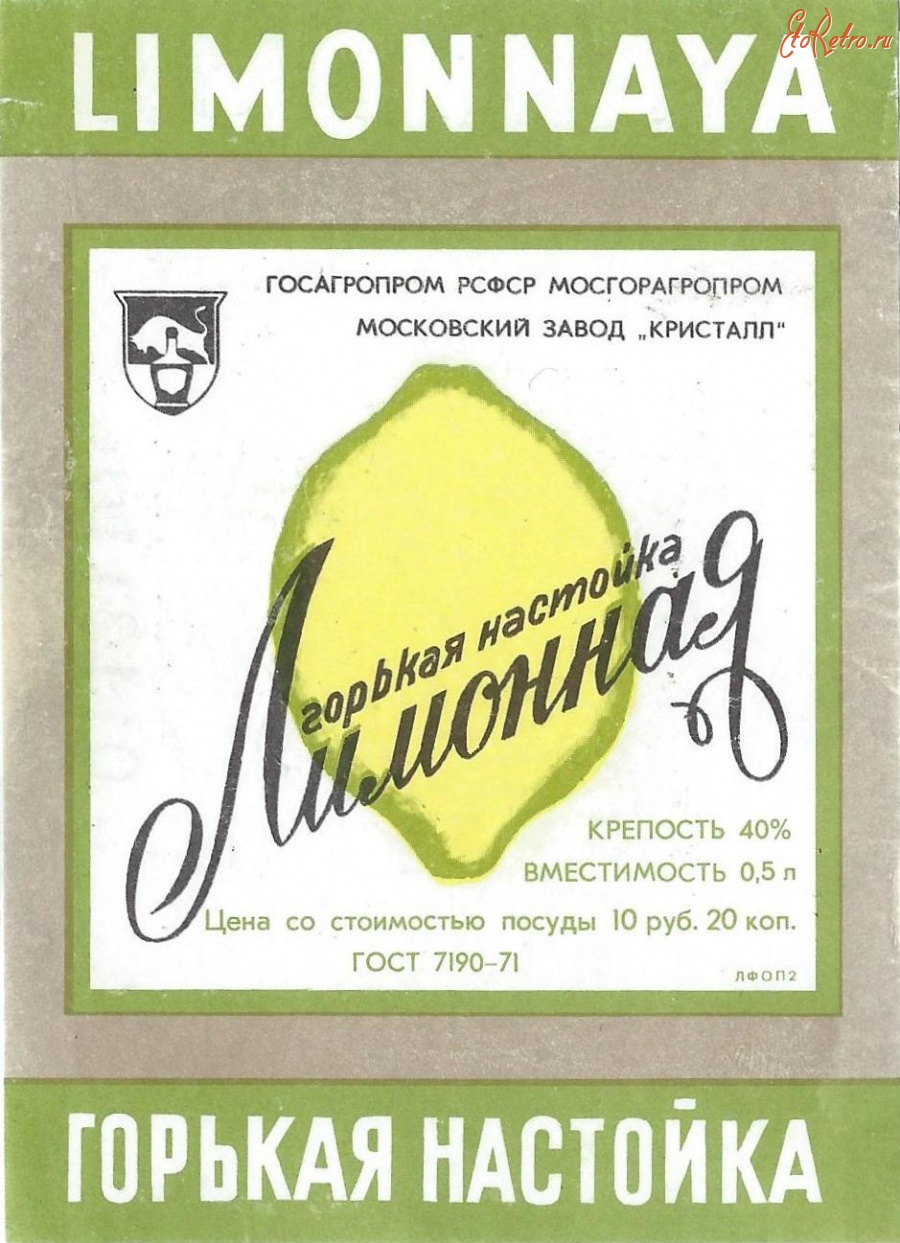 EtoRetro.ru
LIMONNAYA
ГОСАГРОПРОМ РСФСР МОСГОРАГРОПРОМ
МОСКОВСКИЙ ЗАВОД „КРИСТАЛЛ"
горькая настойка
Лимонная
КРЕПОСТЬ 40%
ВМЕСТИМОСТЬ 0,5 л
Цена со стоимостью посуды 10 руб. 20 коп.
ГОСТ 7190–71
ЛФОП2
ГОРЬКАЯ НАСТОЙКА